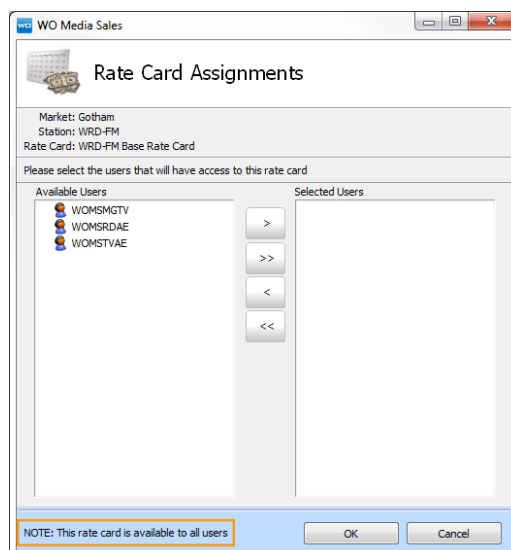 WO WO Media Sales
Rate Card Assignments
Market: Gotham
Station: WRD-FM
Rate Card: WRD-FM Base Rate Card
Please select the users that will have access to this rate card
Available Users
Selected Users
WOMSMGTV
WOMSRDAE
WOMSTVAE
>
>>
<
<<
NOTE: This rate card is available to all users
OK
Cancel